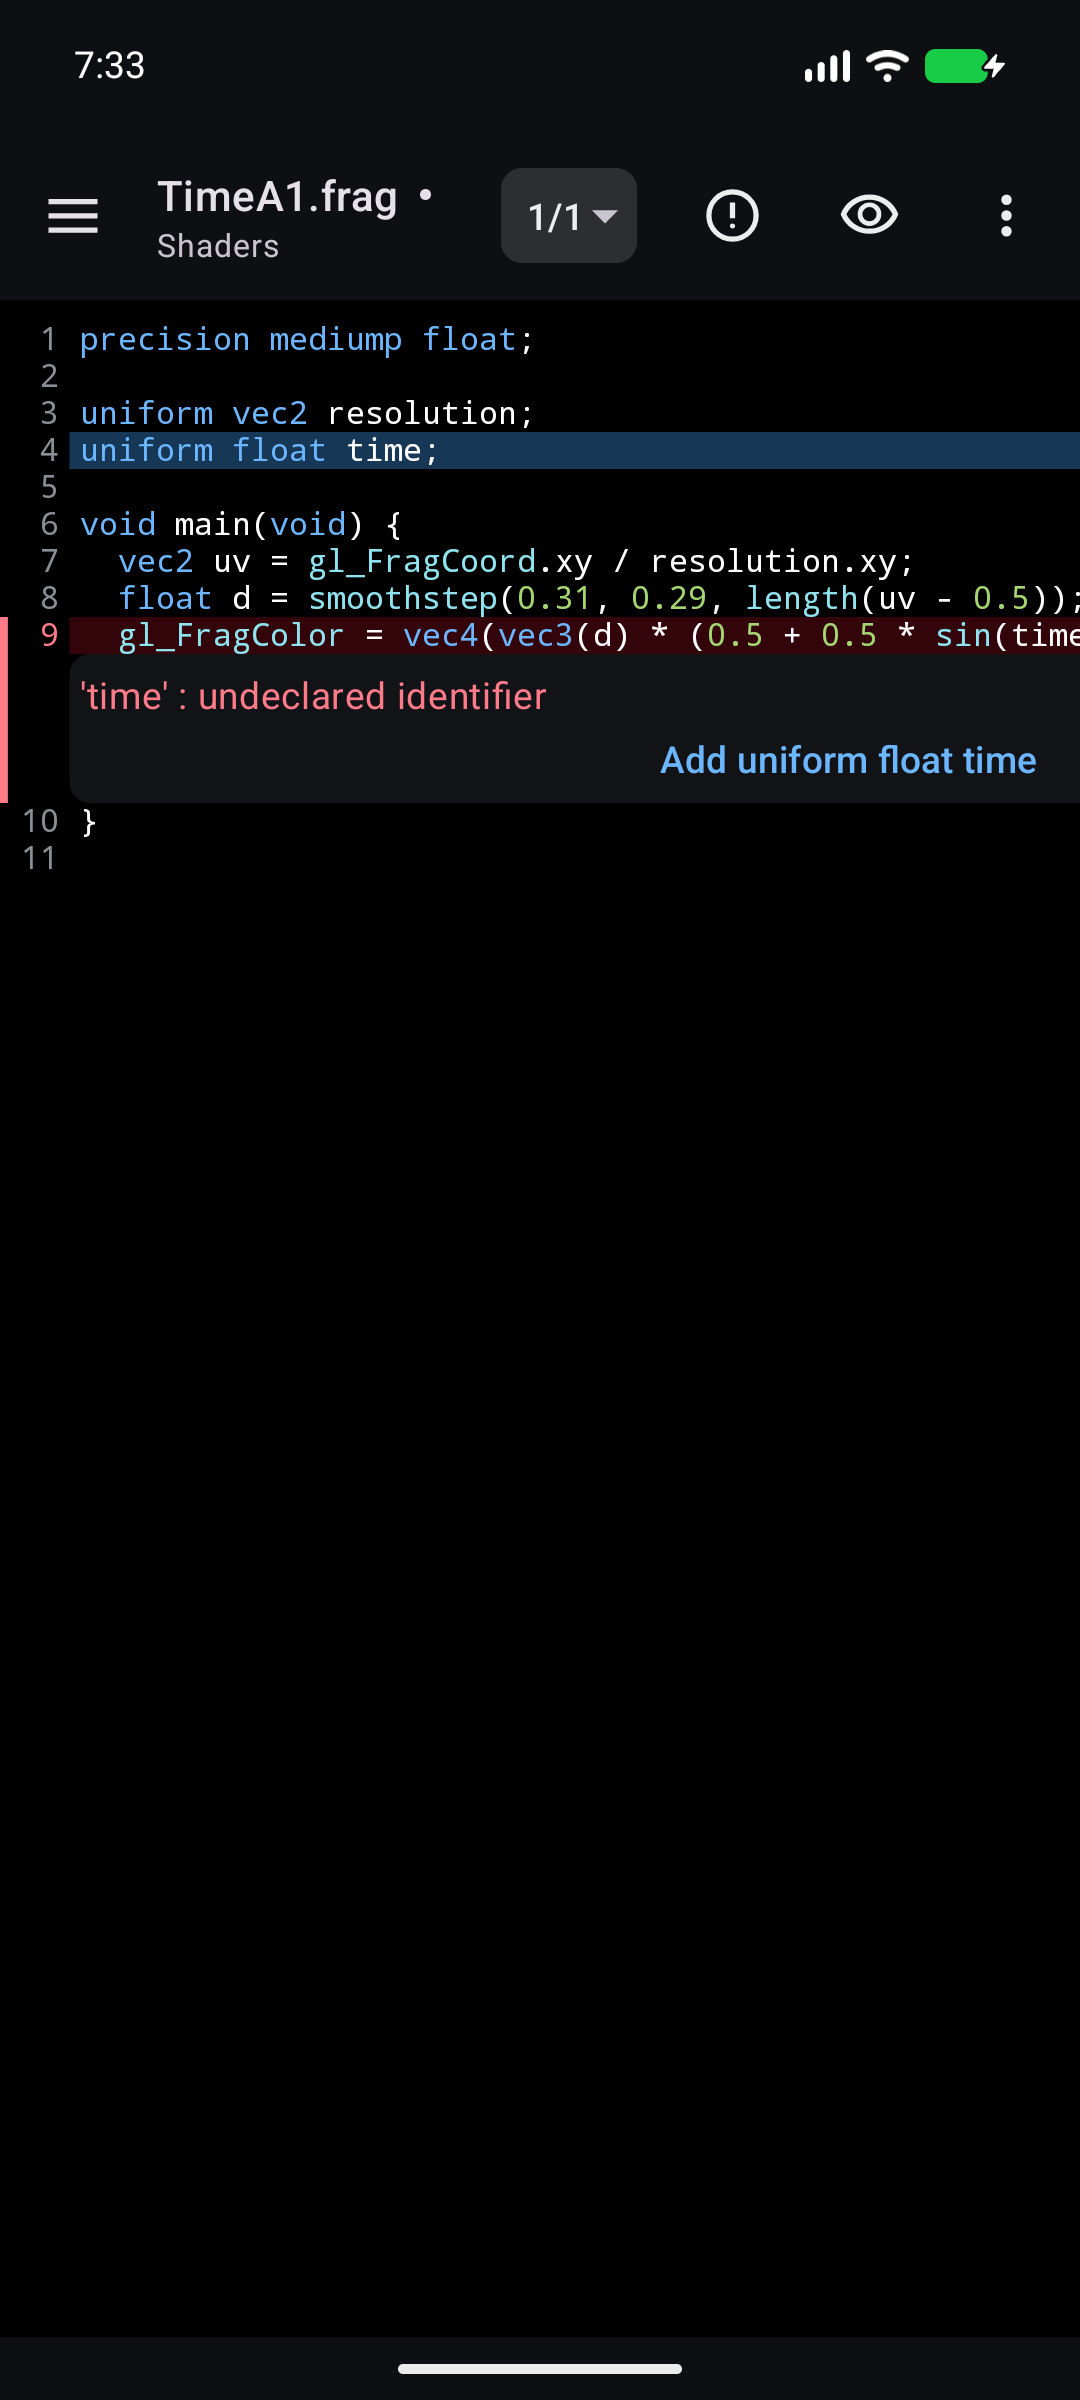 7:33
TimeA1.frag •
Shaders
1/1
1 precision mediump float;
2
3 uniform vec2 resolution;
4 uniform float time;
5
6 void main(void) {
7   vec2 uv = gl_FragCoord.xy / resolution.xy;
8   float d = smoothstep(0.31, 0.29, length(uv - 0.5));
9   gl_FragColor = vec4(vec3(d) * (0.5 + 0.5 * sin(time
'time' : undeclared identifier
Add uniform float time
10 }
11